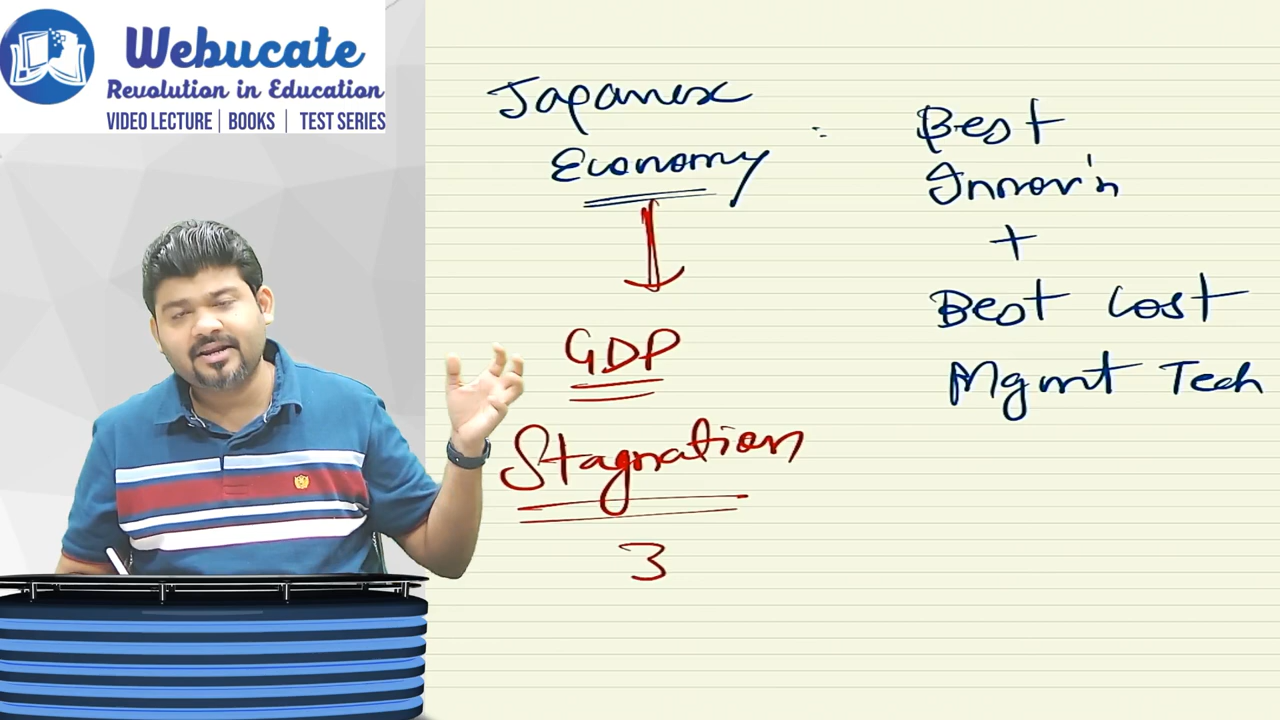 Webucate
Revolution in Education
VIDEO LECTURE | BOOKS | TEST SERIES
Japanese
Economy :
GDP
Stagnation
3
Best
Innov'n
+
Best Cost
Mgmt Tech